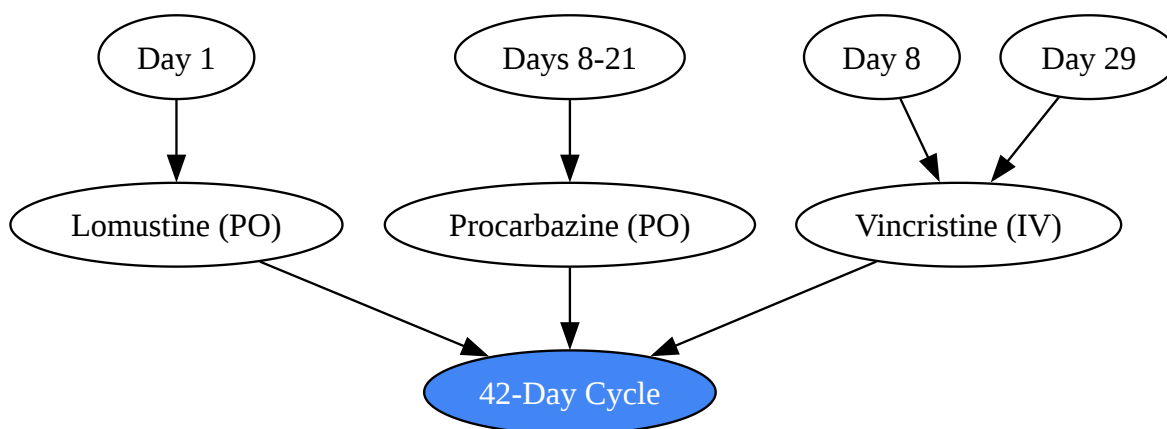 Day 1
Days 8-21
Day 8
Day 29
Lomustine (PO)
Procarbazine (PO)
Vincristine (IV)
42-Day Cycle